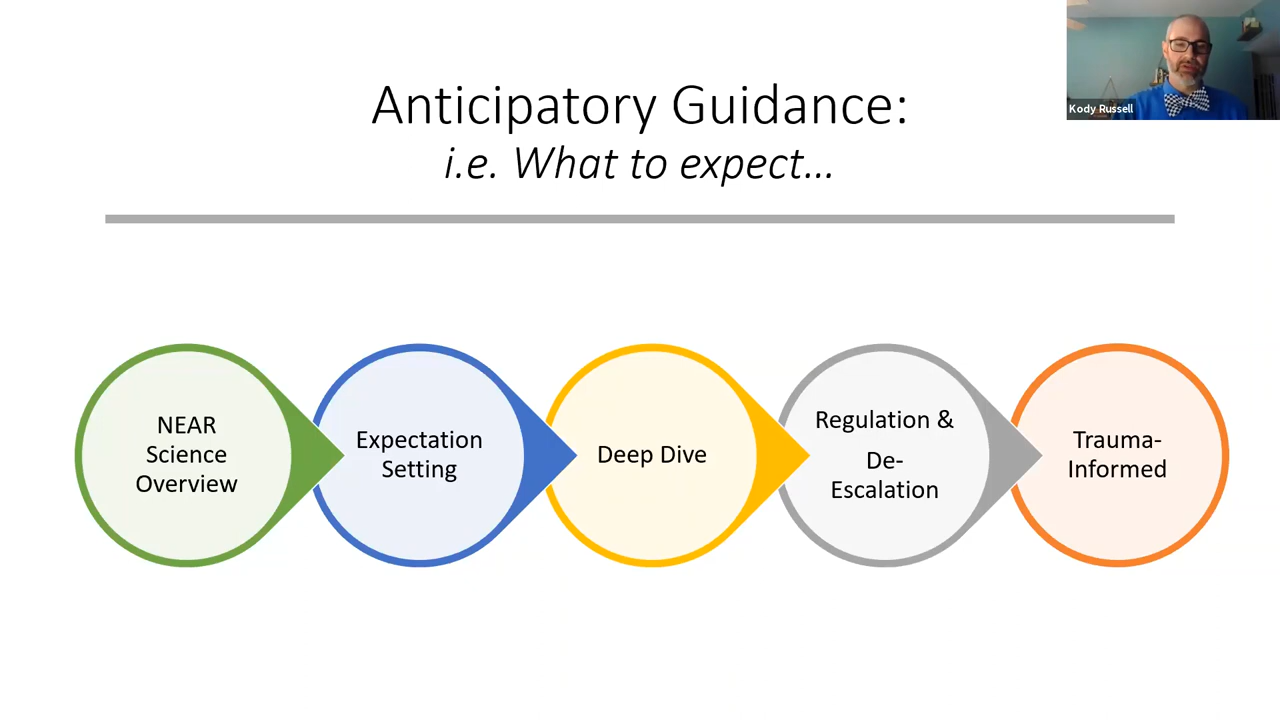 Anticipatory Guidance:
i.e. What to expect…
Kody Russell
NEAR
Science
Overview
Expectation
Setting
Deep Dive
Regulation &
De-
Escalation
Trauma-
Informed